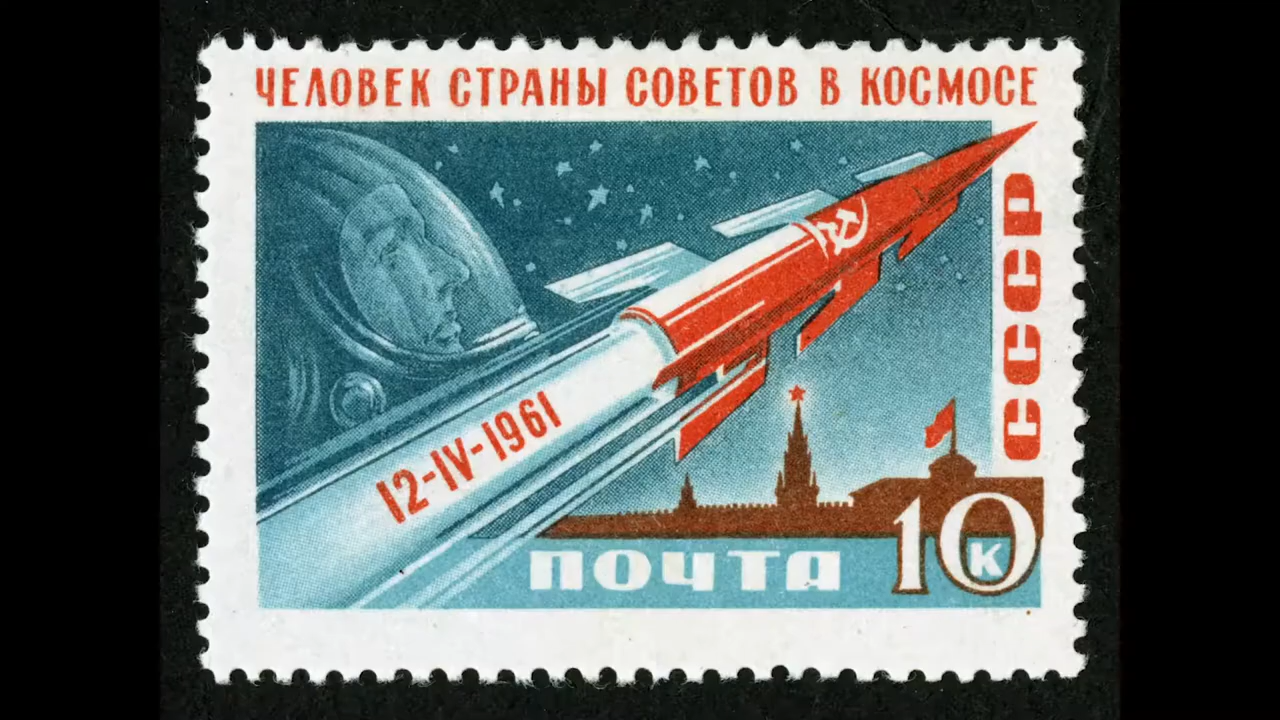 ЧЕЛОВЕК СТРАНЫ СОВЕТОВ В КОСМОСЕ
СССР
12-IV-1961
ПОЧТА
10 К